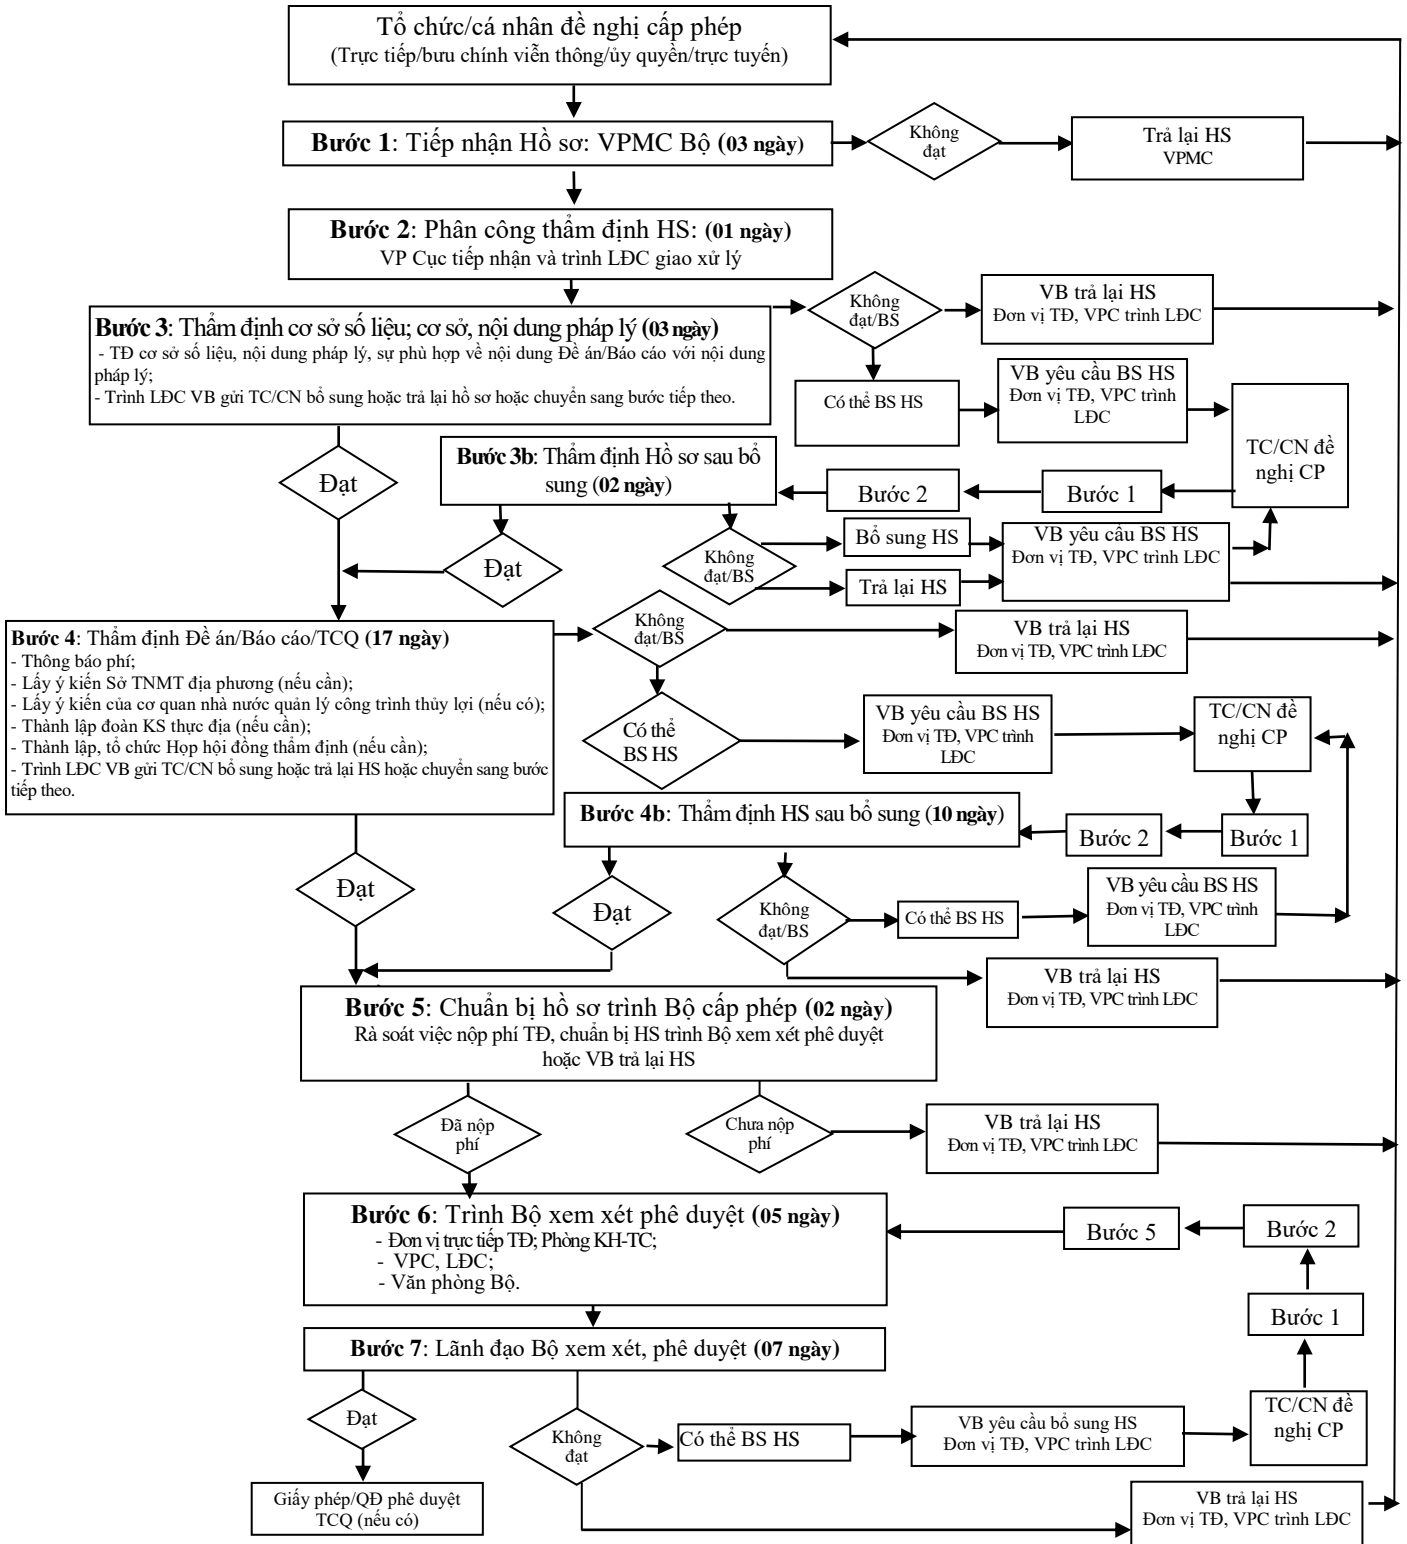 Tổ chức/cá nhân đề nghị cấp phép
(Trực tiếp/bưu chính viễn thông/ủy quyền/trực tuyến)
Bước 1: Tiếp nhận Hồ sơ: VPMC Bộ (03 ngày)
Không
đạt
Trả lại HS
VPMC
Bước 2: Phân công thẩm định HS: (01 ngày)
VP Cục tiếp nhận và trình LĐC giao xử lý
Bước 3: Thẩm định cơ sở số liệu; cơ sở, nội dung pháp lý (03 ngày)
- TĐ cơ sở số liệu, nội dung pháp lý, sự phù hợp về nội dung Đề án/Báo cáo với nội dung
pháp lý;
- Trình LĐC VB gửi TC/CN bổ sung hoặc trả lại hồ sơ hoặc chuyển sang bước tiếp theo.
Không
đạt/BS
VB trả lại HS
Đơn vị TĐ, VPC trình LĐC
Có thể BS HS
VB yêu cầu BS HS
Đơn vị TĐ, VPC trình
LĐC
TC/CN đề
nghị CP
Đạt
Bước 3b: Thẩm định Hồ sơ sau bổ
sung (02 ngày)
Bước 2
Bước 1
Đạt
Không
đạt/BS
Bổ sung HS
Trả lại HS
VB yêu cầu BS HS
Đơn vị TĐ, VPC trình LĐC
Bước 4: Thẩm định Đề án/Báo cáo/TCQ (17 ngày)
- Thông báo phí;
- Lấy ý kiến Sở TNMT địa phương (nếu cần);
- Lấy ý kiến của cơ quan nhà nước quản lý công trình thủy lợi (nếu có);
- Thành lập đoàn KS thực địa (nếu cần);
- Thành lập, tổ chức Họp hội đồng thẩm định (nếu cần);
- Trình LĐC VB gửi TC/CN bổ sung hoặc trả lại HS hoặc chuyển sang bước
tiếp theo.
Không
đạt/BS
VB trả lại HS
Đơn vị TĐ, VPC trình LĐC
Có thể
BS HS
VB yêu cầu BS HS
Đơn vị TĐ, VPC trình
LĐC
TC/CN đề
nghị CP
Bước 4b: Thẩm định HS sau bổ sung (10 ngày)
Bước 2
Bước 1
Đạt
Đạt
Không
đạt/BS
Có thể BS HS
VB yêu cầu BS HS
Đơn vị TĐ, VPC trình
LĐC
VB trả lại HS
Đơn vị TĐ, VPC trình LĐC
Bước 5: Chuẩn bị hồ sơ trình Bộ cấp phép (02 ngày)
Rà soát việc nộp phí TĐ, chuẩn bị HS trình Bộ xem xét phê duyệt
hoặc VB trả lại HS
Đã nộp
phí
Chưa nộp
phí
VB trả lại HS
Đơn vị TĐ, VPC trình LĐC
Bước 6: Trình Bộ xem xét phê duyệt (05 ngày)
- Đơn vị trực tiếp TĐ; Phòng KH-TC;
- VPC, LĐC;
- Văn phòng Bộ.
Bước 5
Bước 2
Bước 1
Bước 7: Lãnh đạo Bộ xem xét, phê duyệt (07 ngày)
Đạt
Không
đạt
Có thể BS HS
VB yêu cầu bổ sung HS
Đơn vị TĐ, VPC trình LĐC
TC/CN đề
nghị CP
Giấy phép/QĐ phê duyệt
TCQ (nếu có)
VB trả lại HS
Đơn vị TĐ, VPC trình LĐC